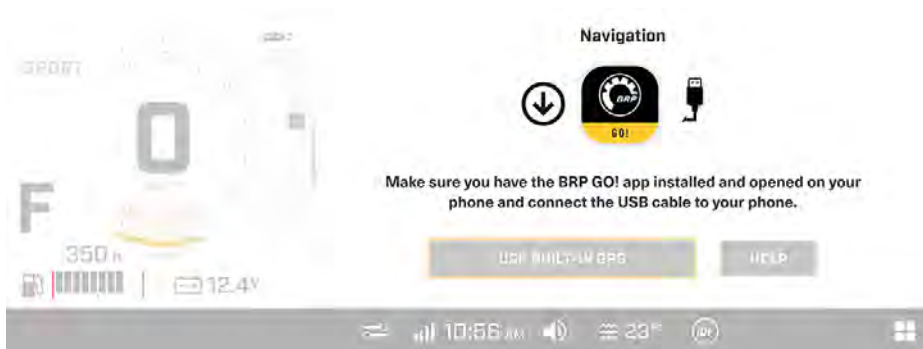 Navigation
SPORT
BRP
GO!
0
Make sure you have the BRP GO! app installed and opened on your
phone and connect the USB cable to your phone.
F
350 h
USE BUILT-IN GPS
HELP
12.4V
10:56 AM
23°
iDF